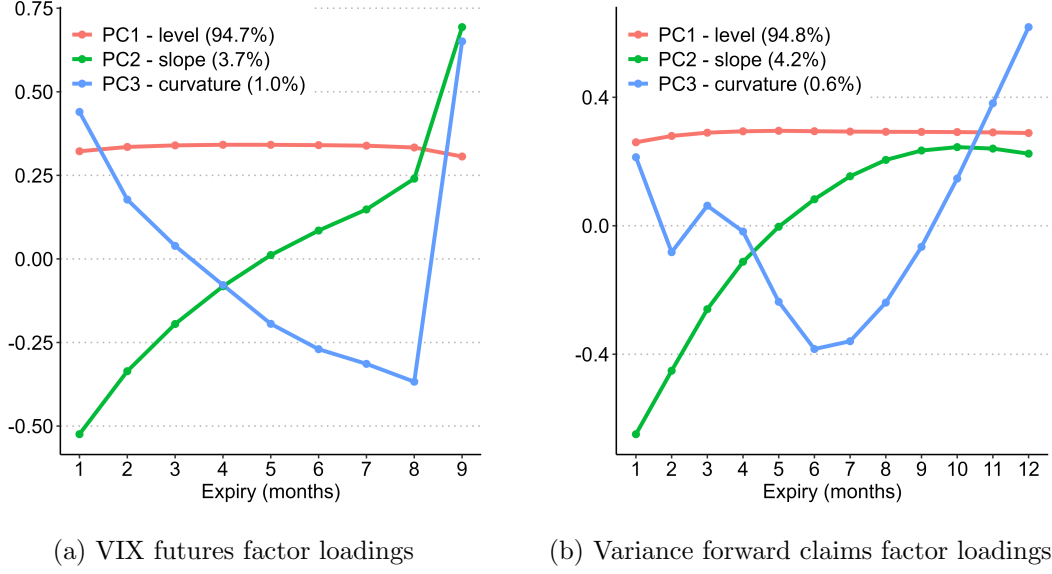 0.75
0.50
0.25
0.00
-0.25
-0.50
PC1 - level (94.7%)
PC2 - slope (3.7%)
PC3 - curvature (1.0%)
1 2 3 4 5 6 7 8 9
Expiry (months)
(a) VIX futures factor loadings
0.4
0.0
-0.4
PC1 - level (94.8%)
PC2 - slope (4.2%)
PC3 - curvature (0.6%)
1 2 3 4 5 6 7 8 9 10 11 12
Expiry (months)
(b) Variance forward claims factor loadings